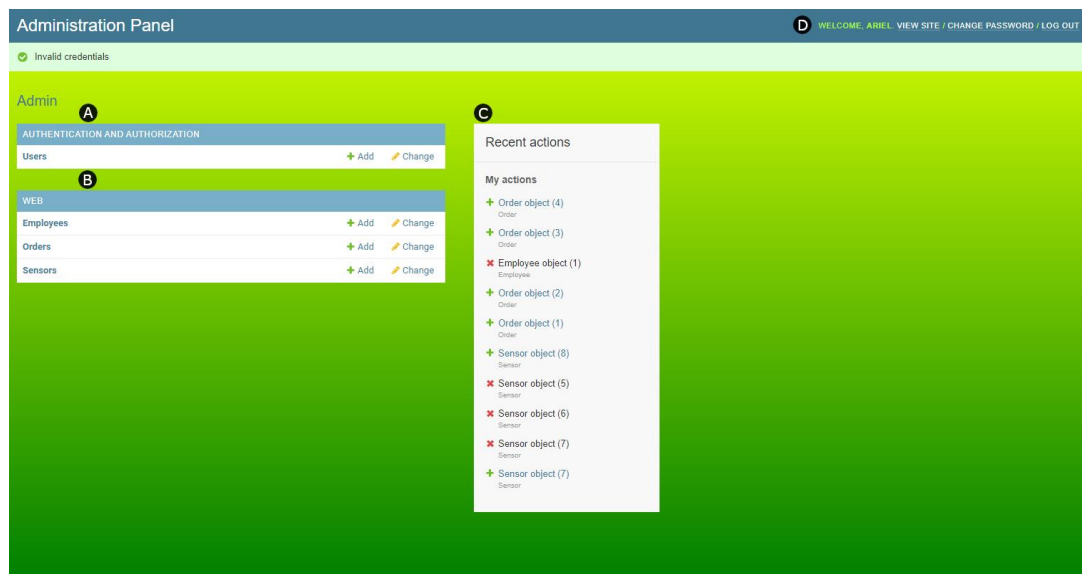 Administration Panel
D WELCOME, ARIEL. VIEW SITE / CHANGE PASSWORD / LOG OUT
Invalid credentials
Admin
A
AUTHENTICATION AND AUTHORIZATION
Users Add Change
B
WEB
Employees Add Change
Orders Add Change
Sensors Add Change
C
Recent actions
My actions
Order object (4)
Order
Order object (3)
Order
Employee object (1)
Employee
Order object (2)
Order
Order object (1)
Order
Sensor object (8)
Sensor
Sensor object (5)
Sensor
Sensor object (6)
Sensor
Sensor object (7)
Sensor
Sensor object (7)
Sensor